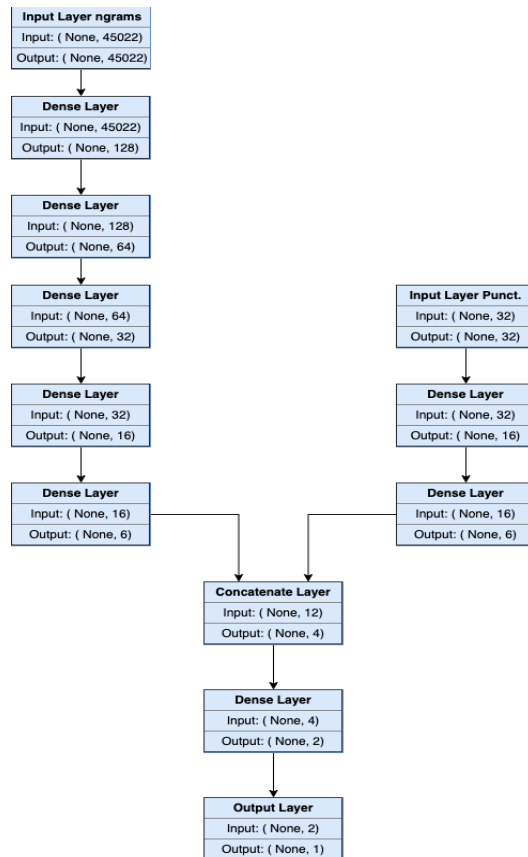 Input Layer ngrams
Input: ( None, 45022)
Output: ( None, 45022)
Dense Layer
Input: ( None, 45022)
Output: ( None, 128)
Dense Layer
Input: ( None, 128)
Output: ( None, 64)
Dense Layer
Input: ( None, 64)
Output: ( None, 32)
Dense Layer
Input: ( None, 32)
Output: ( None, 16)
Dense Layer
Input: ( None, 16)
Output: ( None, 6)
Input Layer Punct.
Input: ( None, 32)
Output: ( None, 32)
Dense Layer
Input: ( None, 32)
Output: ( None, 16)
Dense Layer
Input: ( None, 16)
Output: ( None, 6)
Concatenate Layer
Input: ( None, 12)
Output: ( None, 4)
Dense Layer
Input: ( None, 4)
Output: ( None, 2)
Output Layer
Input: ( None, 2)
Output: ( None, 1)